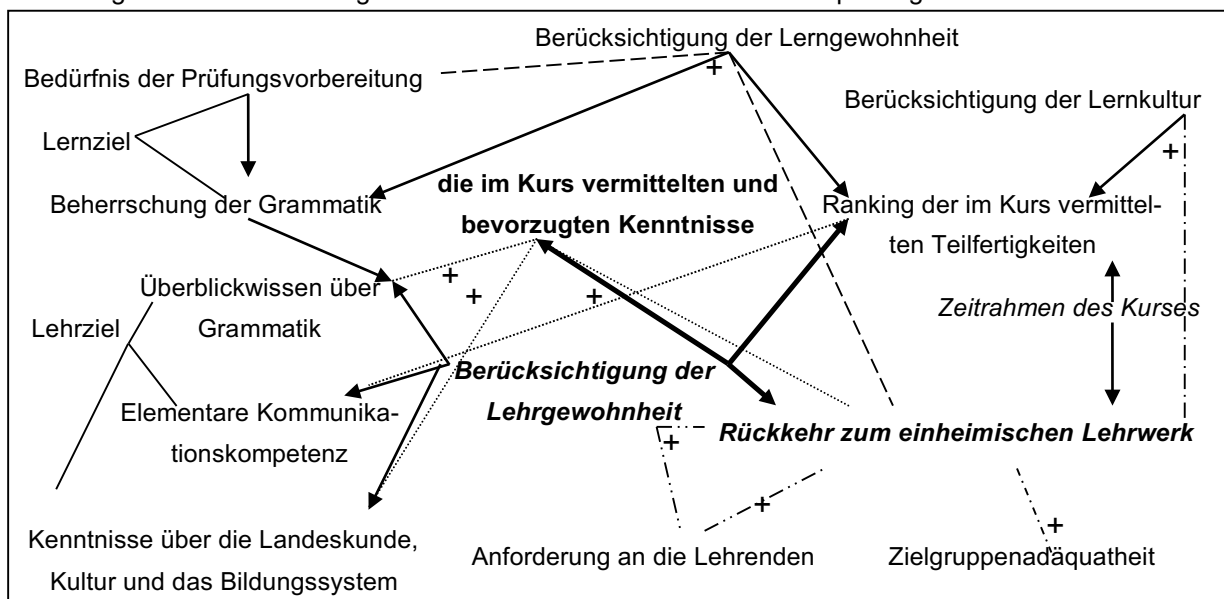 Berücksichtigung der Lerngewohnheit
Bedürfnis der Prüfungsvorbereitung
+
Berücksichtigung der Lernkultur
Lernziel
+
die im Kurs vermittelten und
bevorzugten Kenntnisse
Beherrschung der Grammatik
Ranking der im Kurs vermittel-
ten Teilfertigkeiten
+
+
+
Überblickwissen über
Grammatik
Zeitrahmen des Kurses
Lehrziel
Berücksichtigung der
Lehrgewohnheit
Elementare Kommunika-
tionskompetenz
Rückkehr zum einheimischen Lehrwerk
+
+
+
Kenntnisse über die Landeskunde,
Kultur und das Bildungssystem
Anforderung an die Lehrenden
Zielgruppenadäquatheit